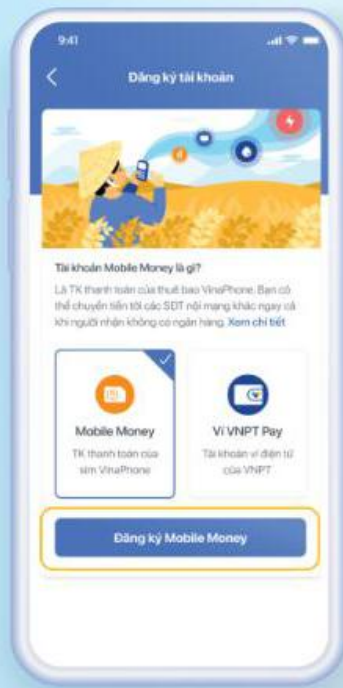 9:41
Đăng ký tài khoản
Tài khoản Mobile Money là gì?
Là TK thanh toán của thuê bao VinaPhone. Bạn có
thể chuyển tiền tới các SDT nội mạng khác ngay cả
khi người nhận không có ngân hàng. Xem chi tiết
Mobile Money
TK thanh toán của
sim VinaPhone
Ví VNPT Pay
Tài khoản ví điện tử
của VNPT
Đăng ký Mobile Money